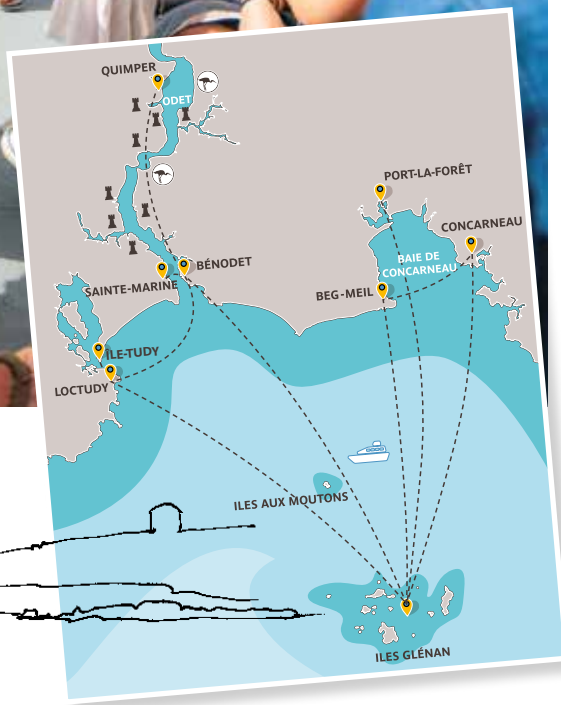 QUIMPER
ODET
PORT-LA-FORÊT
CONCARNEAU
BAIE DE
CONCARNEAU
BÉNODET
SAINTE-MARINE
BEG-MEIL
ÎLE-TUDY
LOCTUDY
ILES AUX MOUTONS
ILES GLÉNAN